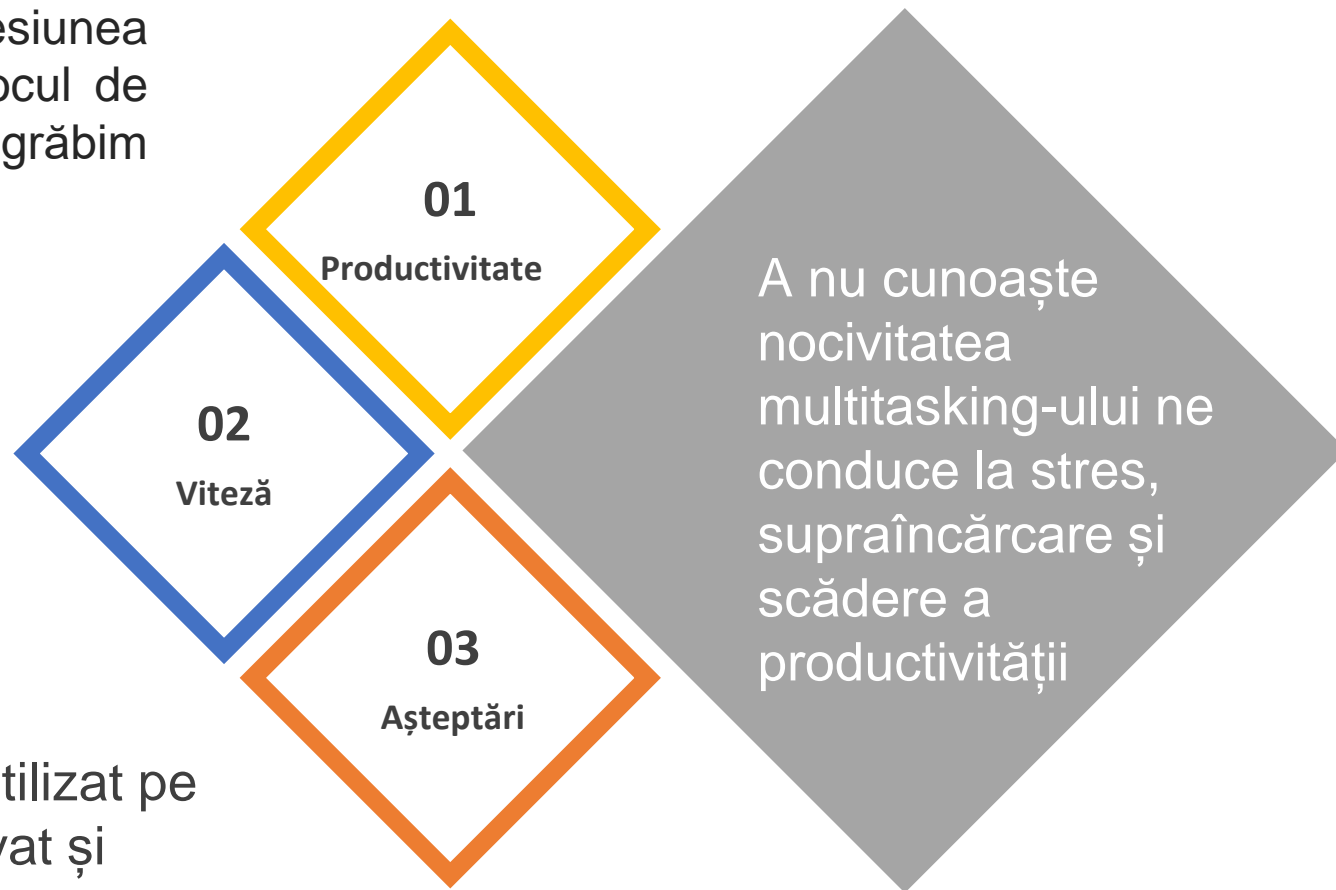 esiunea
ocul de
grăbim
01
Productivitate
02
Viteză
03
Așteptări
A nu cunoaște
nocivitatea
multitasking-ului ne
conduce la stres,
supraîncărcare și
scădere a
productivității
tilizat pe
vat și